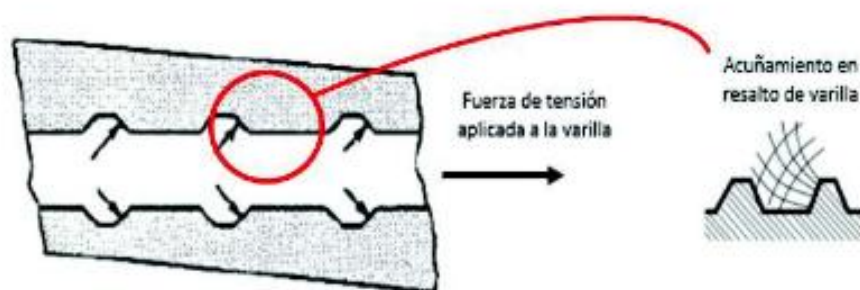 Fuerza de tensión
aplicada a la varilla
Acuñamiento en
resalto de varilla